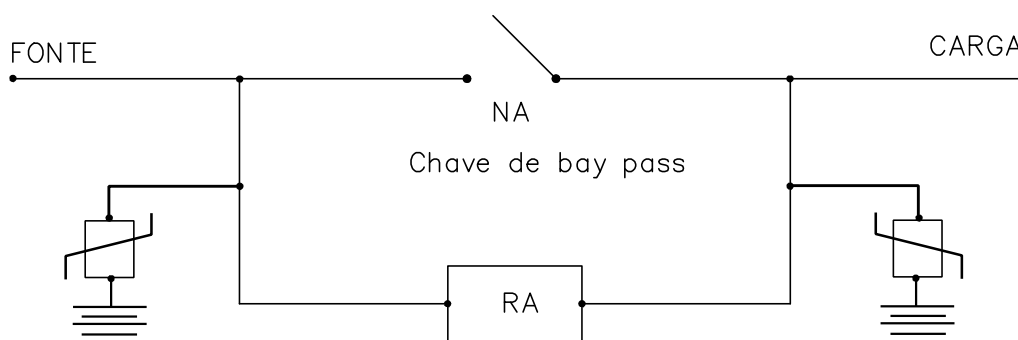 FONTE
CARGA
NA
Chave de bay pass
RA